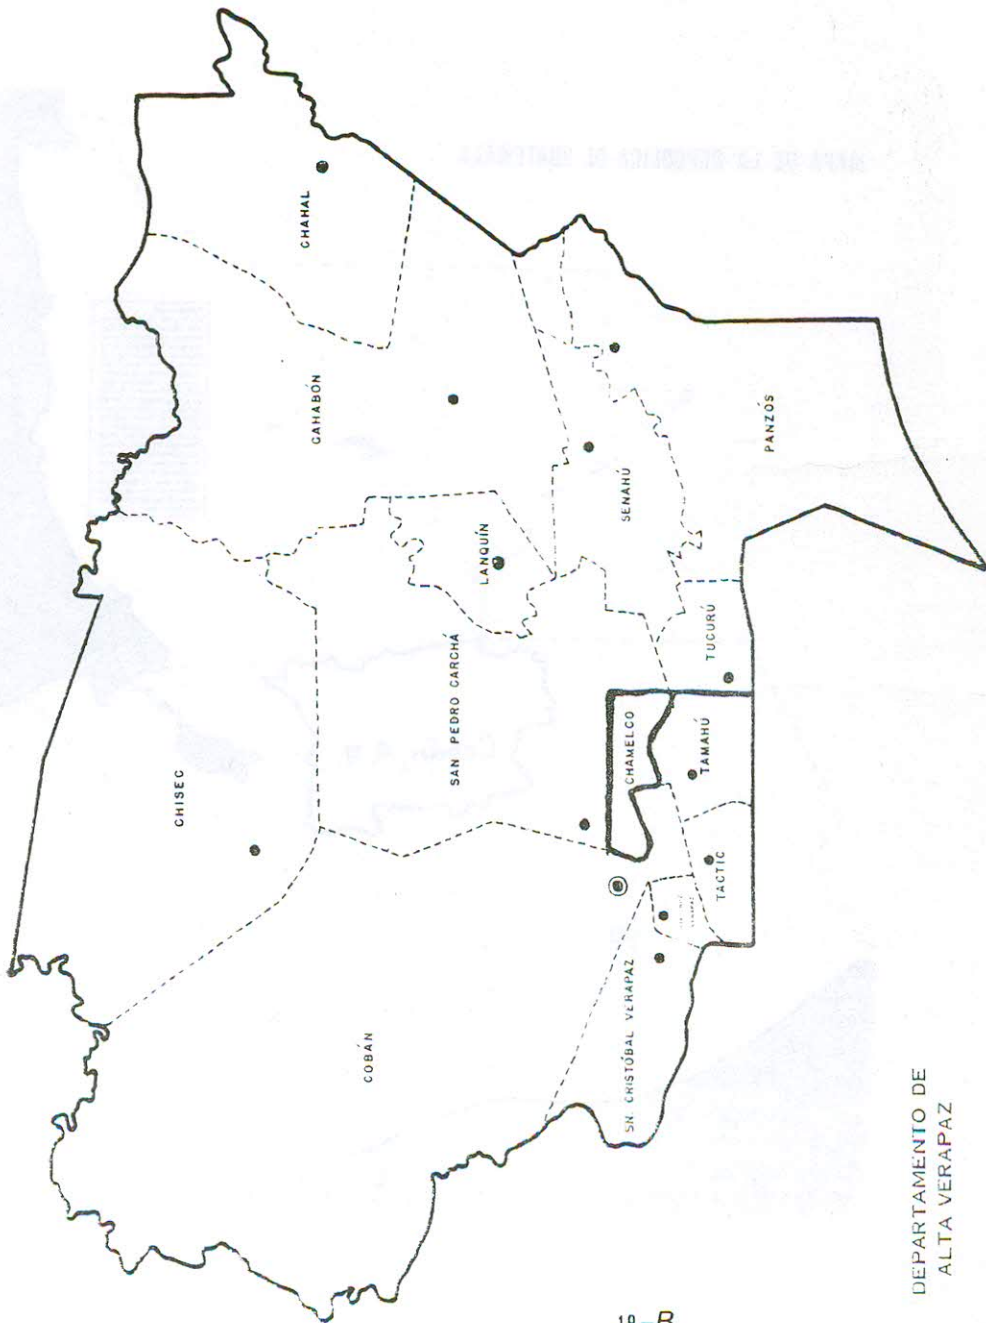 CHAHAL
CAHABÓN
LANQUÍN
SENAHÚ
PANZÓS
CHISEC
SAN PEDRO CARCHÁ
TUCURÚ
CHAMELCO
TAMAHÚ
TACTIC
VERAPAZ
COBÁN
SN. CRISTÓBAL VERAPAZ
DEPARTAMENTO DE
ALTA VERAPAZ